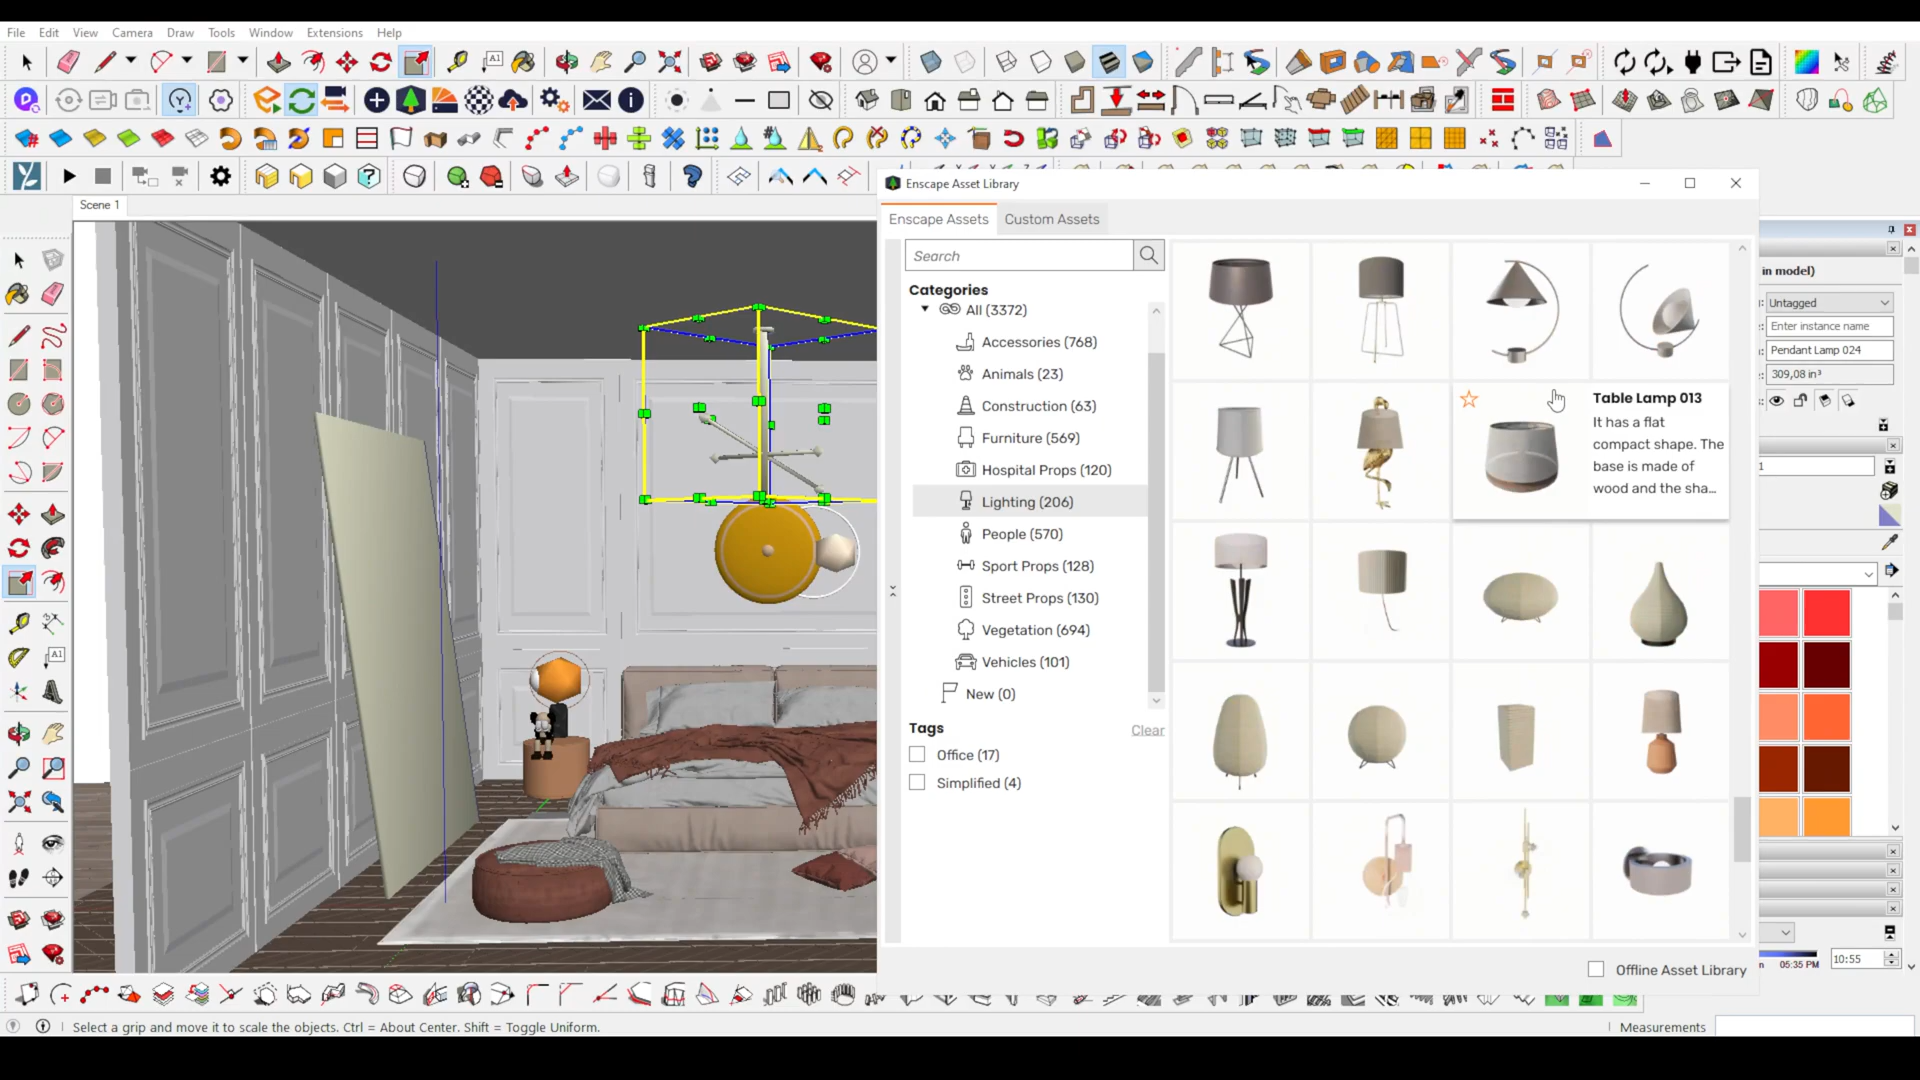 File Edit View Camera Draw Tools Window Extensions Help
Scene 1
Enscape Asset Library
Enscape Assets Custom Assets
Search
Categories
All (3372)
Accessories (768)
Animals (23)
Construction (63)
Furniture (569)
Hospital Props (120)
Lighting (206)
People (570)
Sport Props (128)
Street Props (130)
Vegetation (694)
Vehicles (101)
New (0)
Tags Clear
Office (17)
Simplified (4)
Table Lamp 013
It has a flat
compact shape. The
base is made of
wood and the sha...
Offline Asset Library
in model)
Untagged
Enter instance name
Pendant Lamp 024
309,08 in³
1
05:35 PM 10:55
Select a grip and move it to scale the objects. Ctrl = About Center. Shift = Toggle Uniform.
Measurements